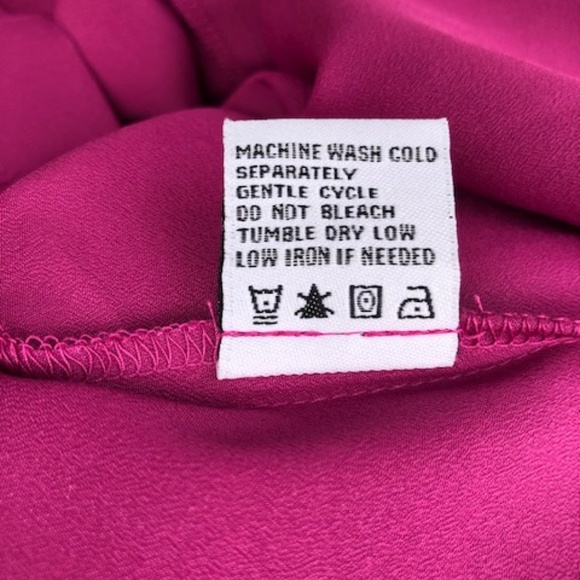 MACHINE WASH COLD
SEPARATELY
GENTLE CYCLE
DO NOT BLEACH
TUMBLE DRY LOW
LOW IRON IF NEEDED